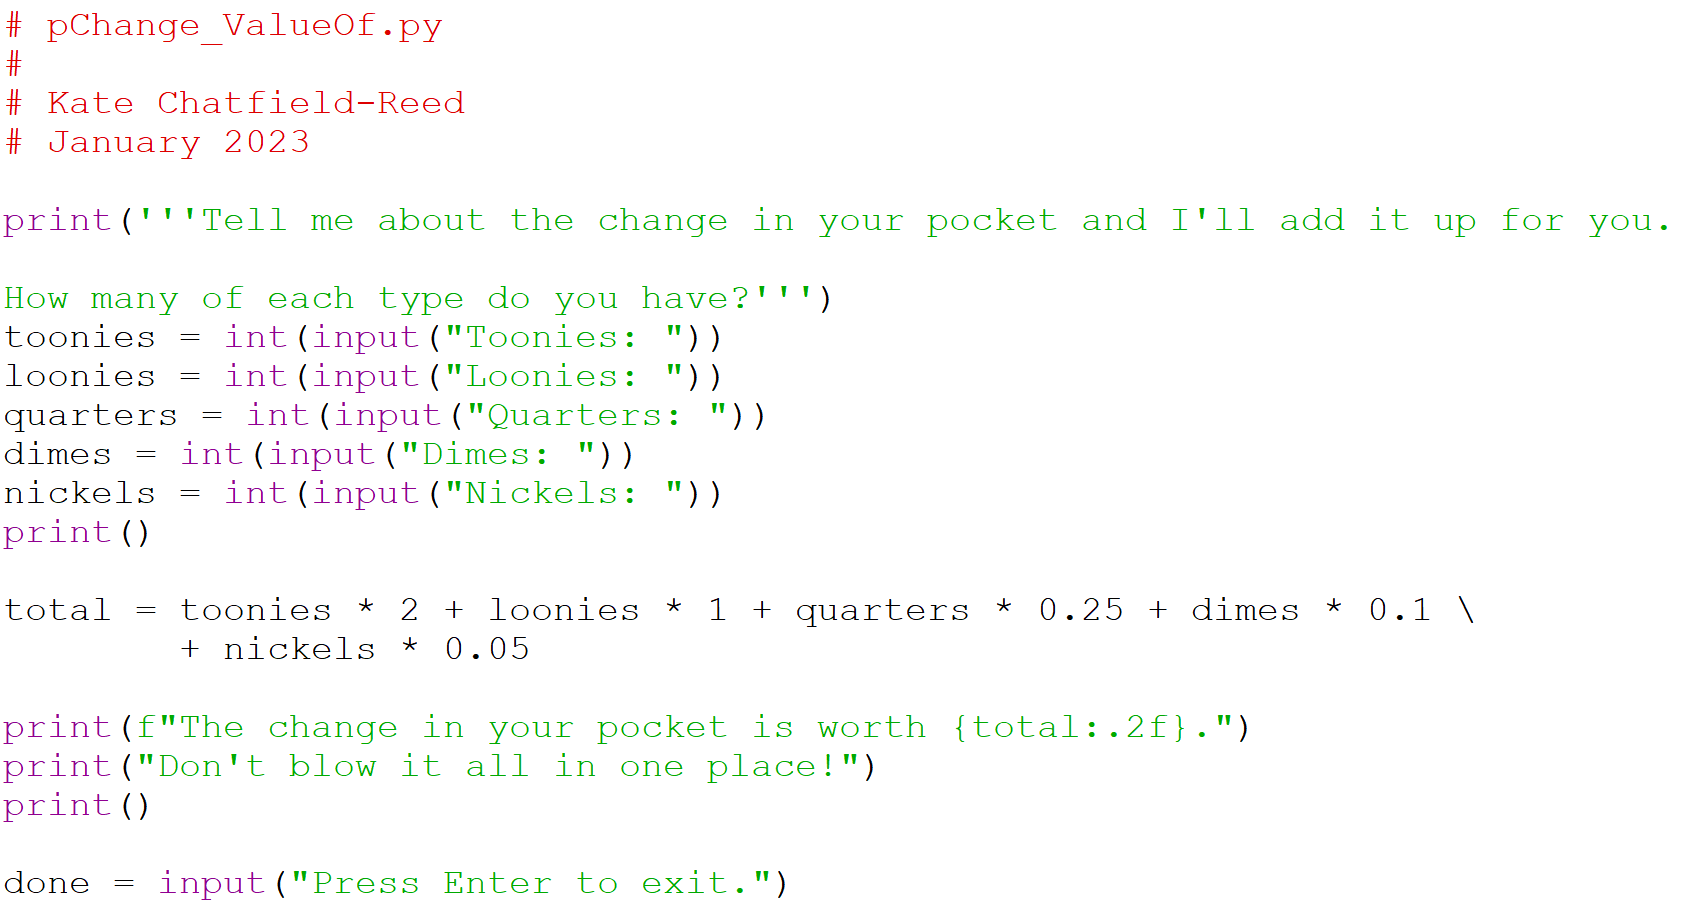 # pChange_ValueOf.py
#
# Kate Chatfield-Reed
# January 2023

print('''Tell me about the change in your pocket and I'll add it up for you.

How many of each type do you have?''')
toonies = int(input("Toonies: "))
loonies = int(input("Loonies: "))
quarters = int(input("Quarters: "))
dimes = int(input("Dimes: "))
nickels = int(input("Nickels: "))
print()

total = toonies * 2 + loonies * 1 + quarters * 0.25 + dimes * 0.1 \
        + nickels * 0.05

print(f"The change in your pocket is worth {total:.2f}.")
print("Don't blow it all in one place!")
print()

done = input("Press Enter to exit.")